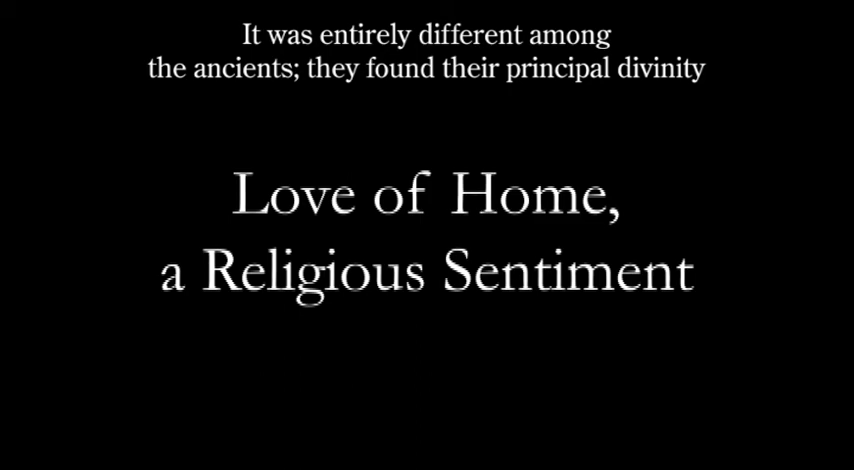 It was entirely different among
the ancients; they found their principal divinity
Love of Home,
a Religious Sentiment